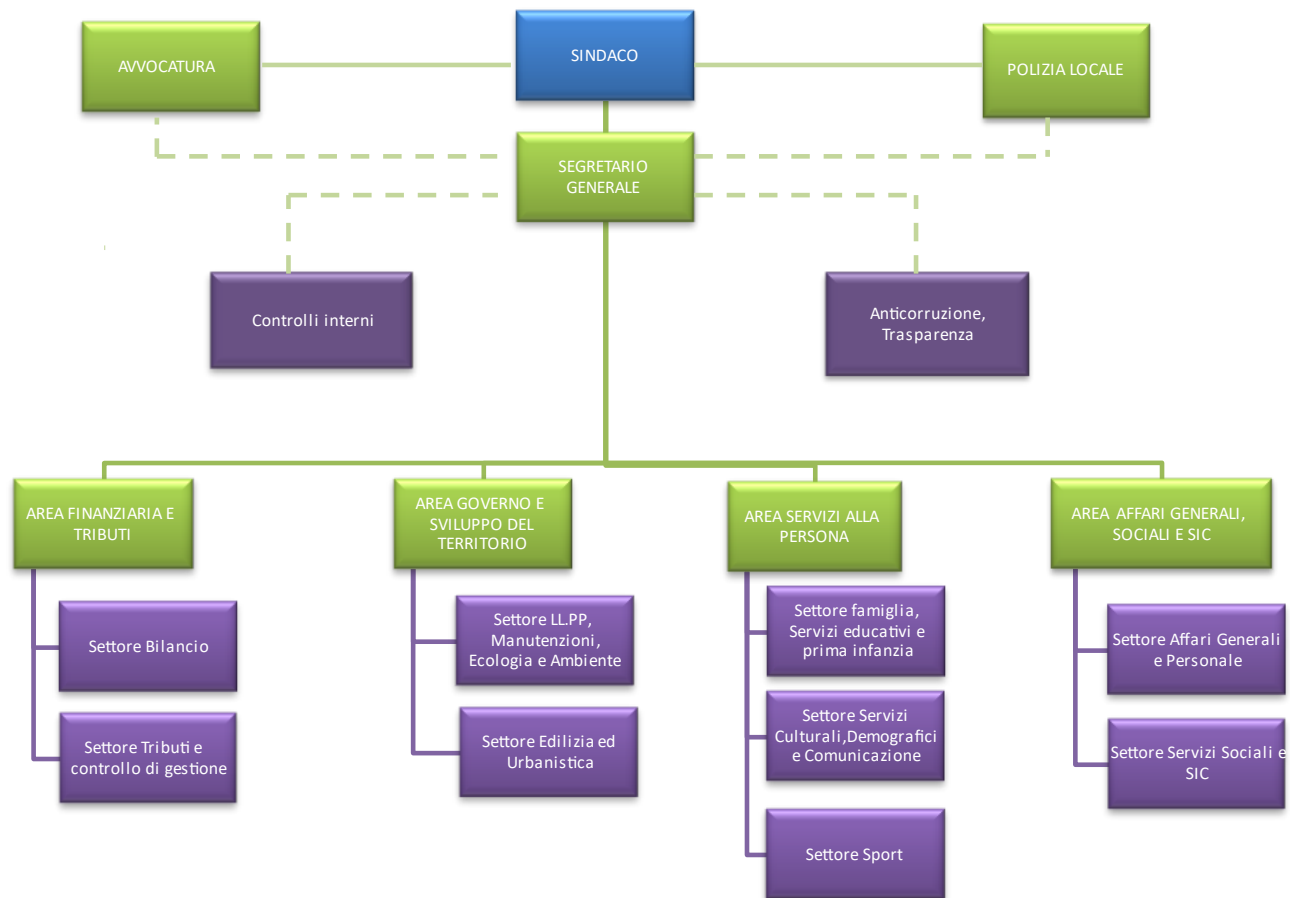 AVVOCATURA
SINDACO
POLIZIA LOCALE
SEGRETARIO
GENERALE
Controlli interni
Anticorruzione,
Trasparenza
AREA FINANZIARIA E
TRIBUTI
AREA GOVERNO E
SVILUPPO DEL
TERRITORIO
AREA SERVIZI ALLA
PERSONA
AREA AFFARI GENERALI,
SOCIALI E SIC
Settore Bilancio
Settore Tributi e
controllo di gestione
Settore LL.PP,
Manutenzioni,
Ecologia e Ambiente
Settore Edilizia ed
Urbanistica
Settore famiglia,
Servizi educativi e
prima infanzia
Settore Servizi
Culturali,Demografici
e Comunicazione
Settore Sport
Settore Affari Generali
e Personale
Settore Servizi Sociali e
SIC